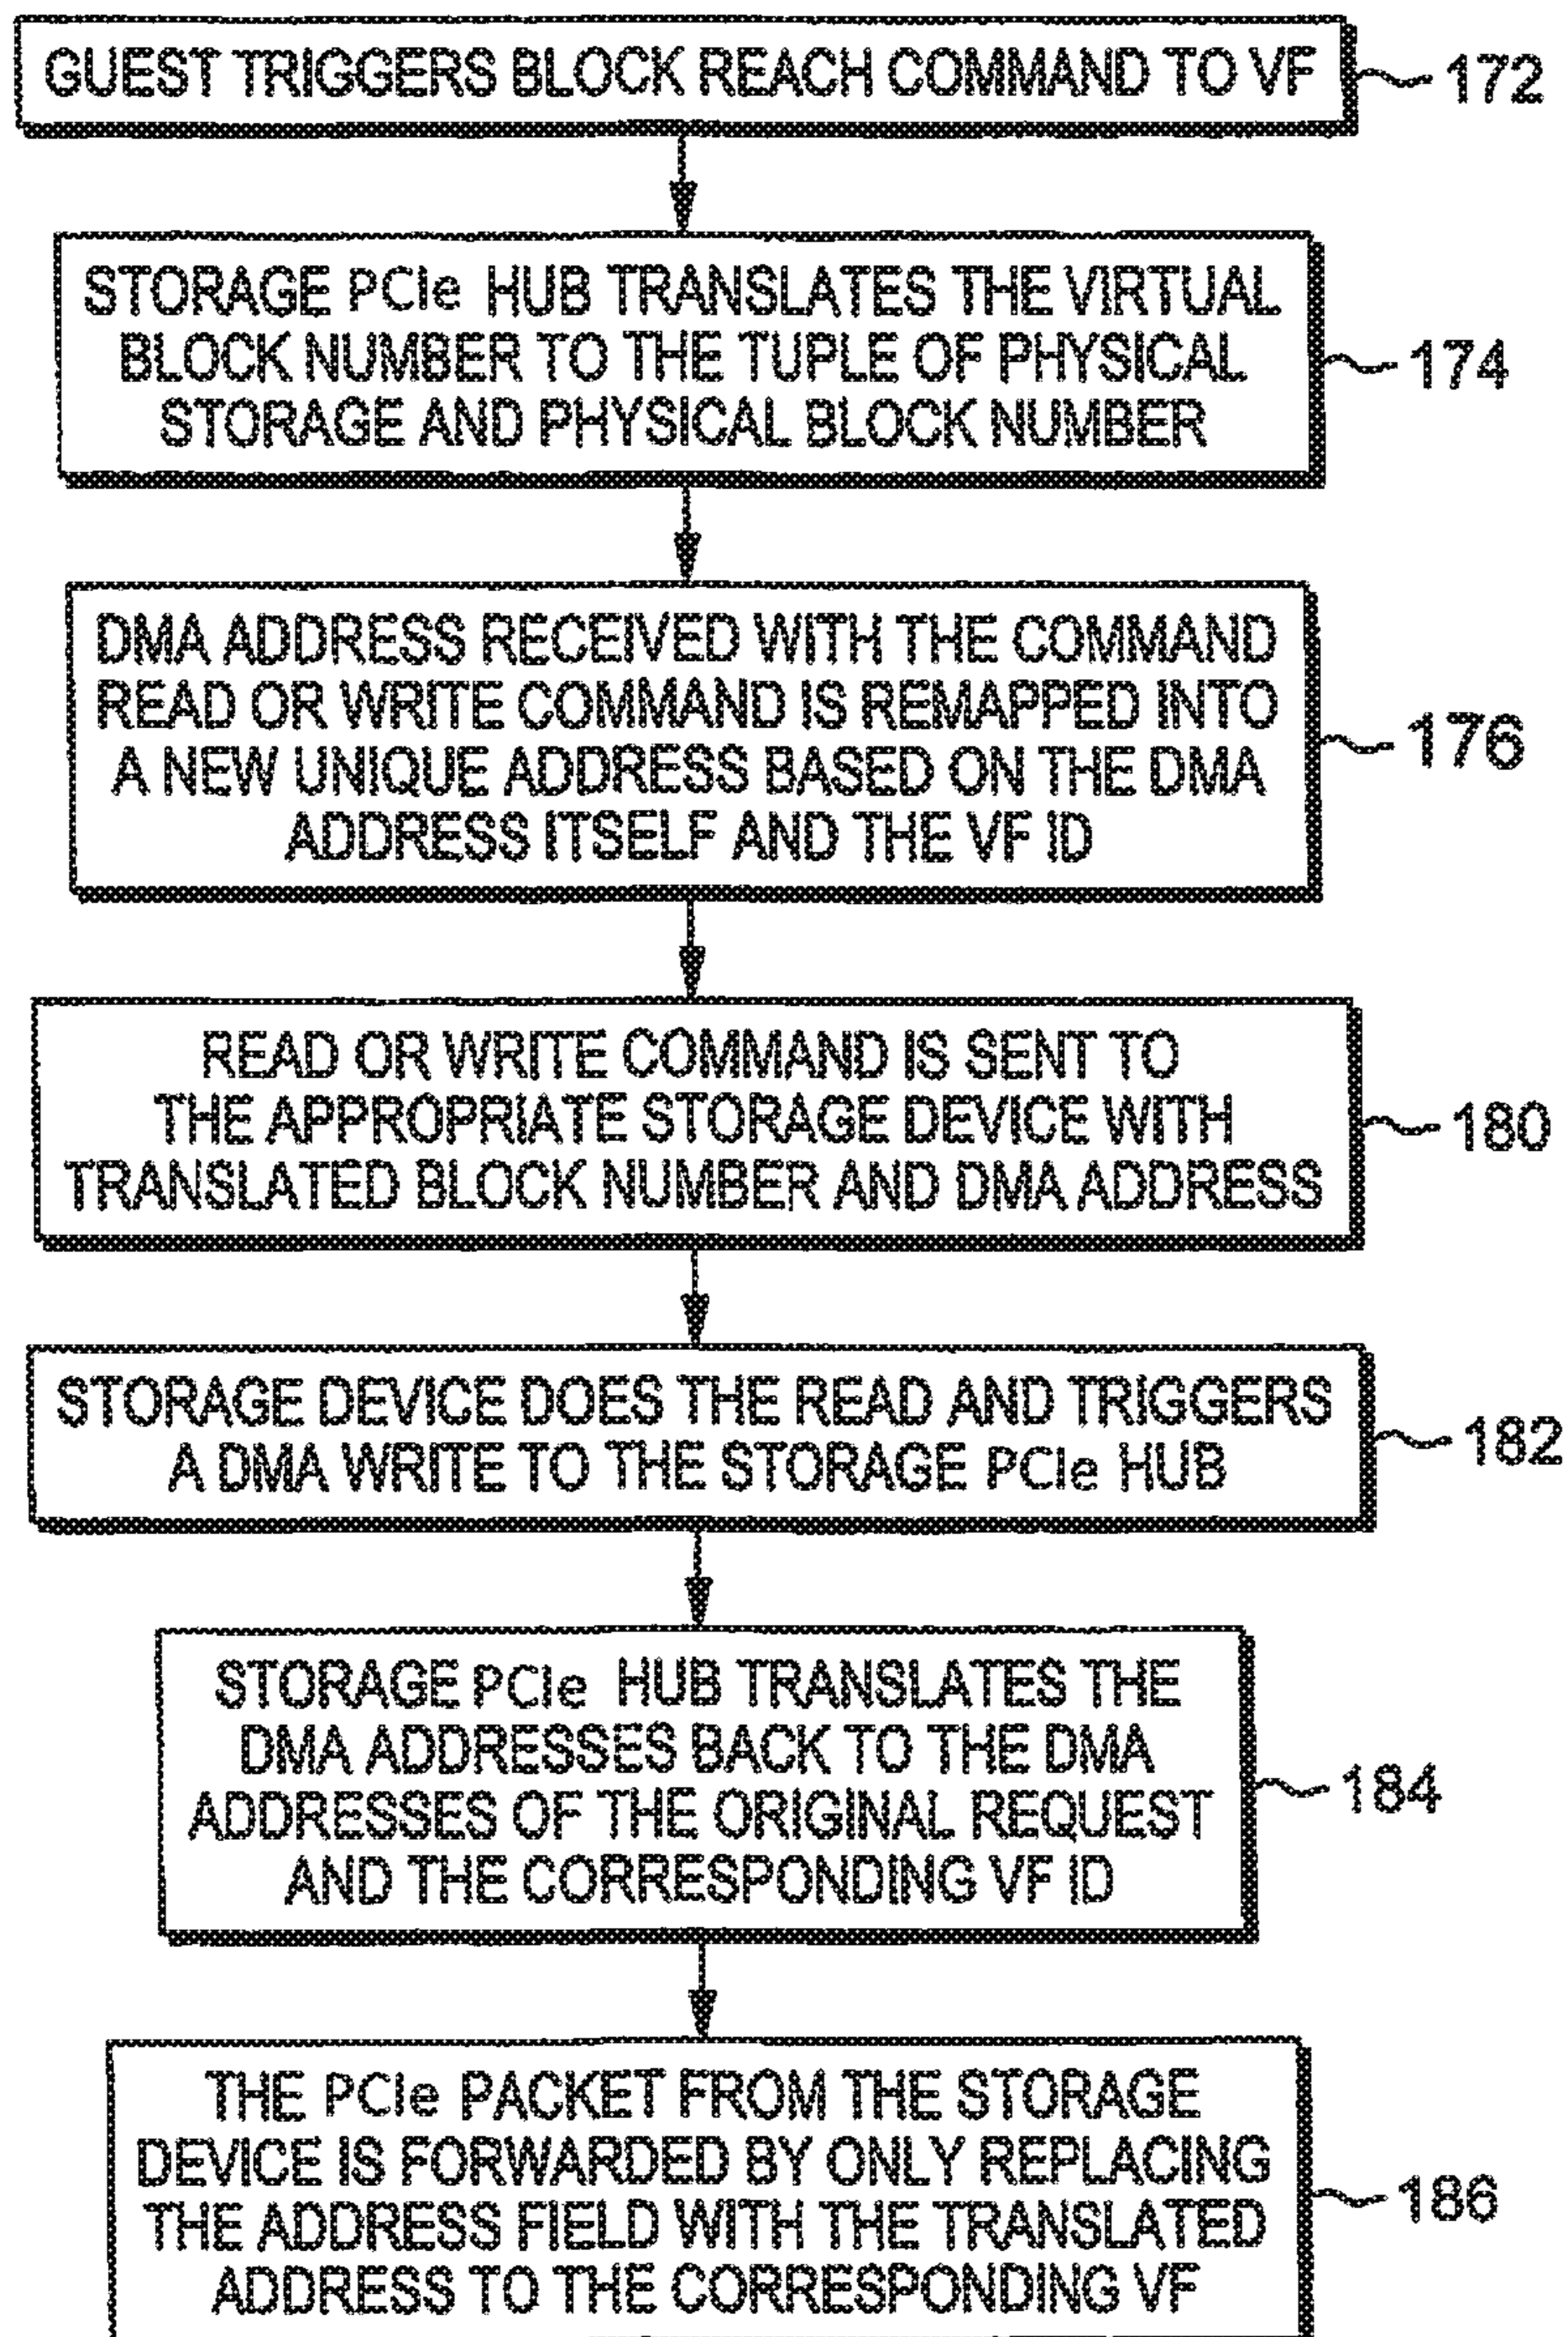 GUEST TRIGGERS BLOCK REACH COMMAND TO VF
172
STORAGE PCIe HUB TRANSLATES THE VIRTUAL
BLOCK NUMBER TO THE TUPLE OF PHYSICAL
STORAGE AND PHYSICAL BLOCK NUMBER
174
DMA ADDRESS RECEIVED WITH THE COMMAND
READ OR WRITE COMMAND IS REMAPPED INTO
A NEW UNIQUE ADDRESS BASED ON THE DMA
ADDRESS ITSELF AND THE VF ID
176
READ OR WRITE COMMAND IS SENT TO
THE APPROPRIATE STORAGE DEVICE WITH
TRANSLATED BLOCK NUMBER AND DMA ADDRESS
180
STORAGE DEVICE DOES THE READ AND TRIGGERS
A DMA WRITE TO THE STORAGE PCIe HUB
182
STORAGE PCIe HUB TRANSLATES THE
DMA ADDRESSES BACK TO THE DMA
ADDRESSES OF THE ORIGINAL REQUEST
AND THE CORRESPONDING VF ID
184
THE PCIe PACKET FROM THE STORAGE
DEVICE IS FORWARDED BY ONLY REPLACING
THE ADDRESS FIELD WITH THE TRANSLATED
ADDRESS TO THE CORRESPONDING VF
186